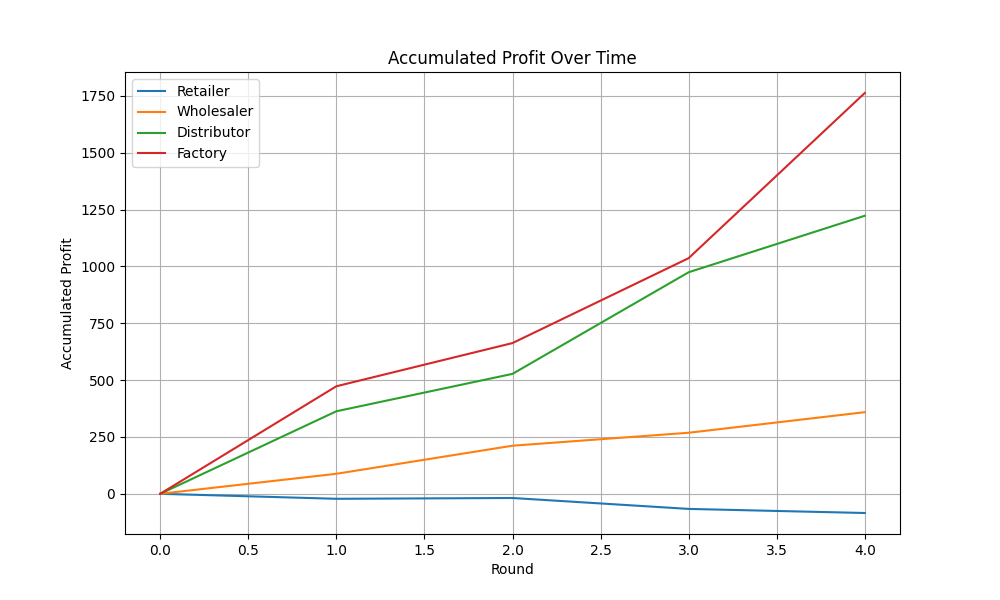 Accumulated Profit Over Time
Retailer
Wholesaler
Distributor
Factory
Accumulated Profit
1750
1500
1250
1000
750
500
250
0
0.0 0.5 1.0 1.5 2.0 2.5 3.0 3.5 4.0
Round